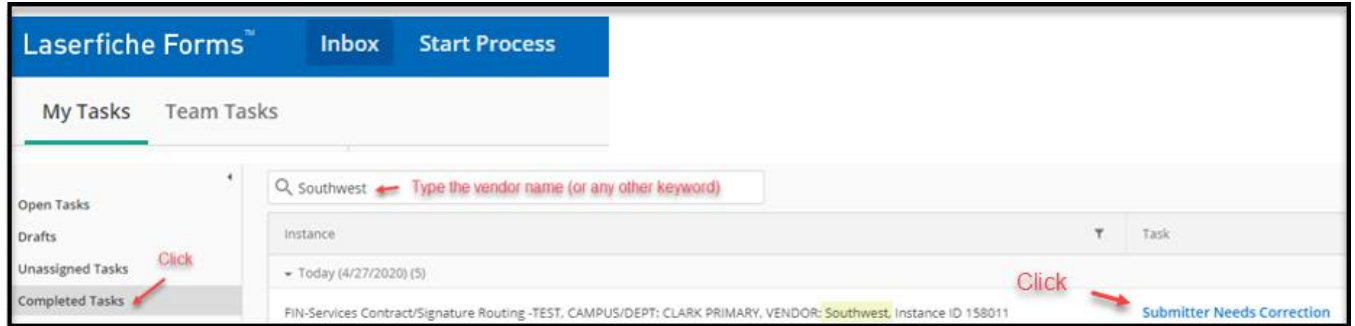 Laserfiche Forms™ Inbox Start Process
My Tasks Team Tasks
Southwest Type the vendor name (or any other keyword)
Open Tasks
Drafts
Instance Task
Unassigned Tasks Click
Today (4/27/2020) (5)
Completed Tasks
Click
FIN-Services Contract/Signature Routing -TEST, CAMPUS/DEPT: CLARK PRIMARY, VENDOR: Southwest, Instance ID 158011 Submitter Needs Correction